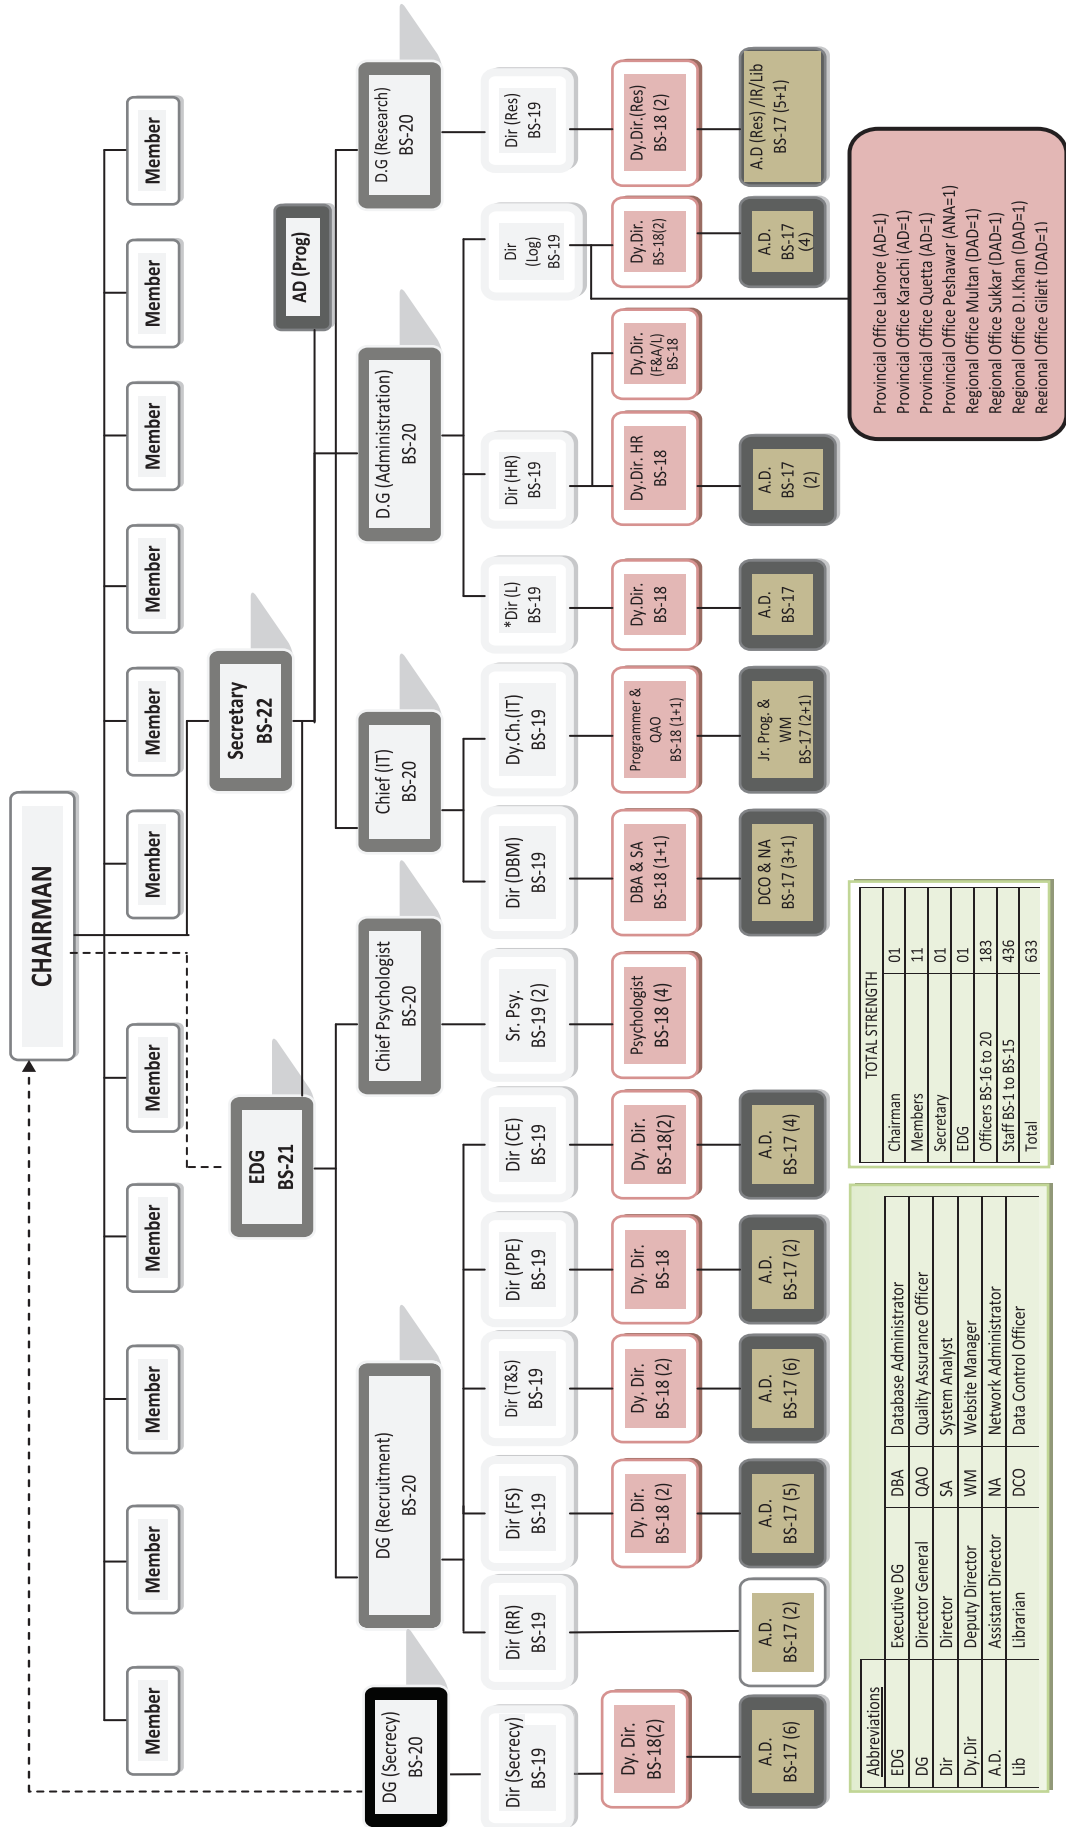 CHAIRMAN
Member
Member
Member
Member
Member
Member
Member
Member
Member
Member
Member
Secretary
BS-22
EDG
BS-21
AD (Prog)
DG (Secrecy)
BS-20
DG (Recruitment)
BS-20
Chief Psychologist
BS-20
Chief (IT)
BS-20
D.G (Administration)
BS-20
D.G (Research)
BS-20
Dir (Secrecy)
BS-19
Dir (RR)
BS-19
Dir (FS)
BS-19
Dir (T&S)
BS-19
Dir (PPE)
BS-19
Dir (CE)
BS-19
Sr. Psy.
BS-19 (2)
Dir (DBM)
BS-19
Dy.Ch.(IT)
BS-19
*Dir (L)
BS-19
Dir (HR)
BS-19
Dir
(Log)
BS-19
Dir (Res)
BS-19
Dy. Dir.
BS-18(2)
Dy. Dir.
BS-18 (2)
Dy. Dir.
BS-18 (2)
Dy. Dir.
BS-18
Dy. Dir.
BS-18(2)
Psychologist
BS-18 (4)
DBA & SA
BS-18 (1+1)
Programmer &
QAO
BS-18 (1+1)
Dy.Dir.
BS-18
Dy.Dir. HR
BS-18
Dy.Dir.
(F&A/L)
BS-18
Dy.Dir.
BS-18(2)
Dy.Dir.(Res)
BS-18 (2)
A.D.
BS-17 (6)
A.D.
BS-17 (2)
A.D.
BS-17 (5)
A.D.
BS-17 (6)
A.D.
BS-17 (2)
A.D.
BS-17 (4)
DCO & NA
BS-17 (3+1)
Jr. Prog. &
WM
BS-17 (2+1)
A.D.
BS-17
A.D.
BS-17
(2)
A.D.
BS-17
(4)
A.D (Res) /IR/Lib
BS-17 (5+1)
Abbreviations
EDG Executive DG DBA Database Administrator
DG Director General QAO Quality Assurance Officer
Dir Director SA System Analyst
Dy.Dir Deputy Director WM Website Manager
A.D. Assistant Director NA Network Administrator
Lib Librarian DCO Data Control Officer
TOTAL STRENGTH
Chairman 01
Members 11
Secretary 01
EDG 01
Officers BS-16 to 20 183
Staff BS-1 to BS-15 436
Total 633
Provincial Office Lahore (AD=1)
Provincial Office Karachi (AD=1)
Provincial Office Quetta (AD=1)
Provincial Office Peshawar (ANA=1)
Regional Office Multan (DAD=1)
Regional Office Sukkar (DAD=1)
Regional Office D.I.Khan (DAD=1)
Regional Office Gilgit (DAD=1)